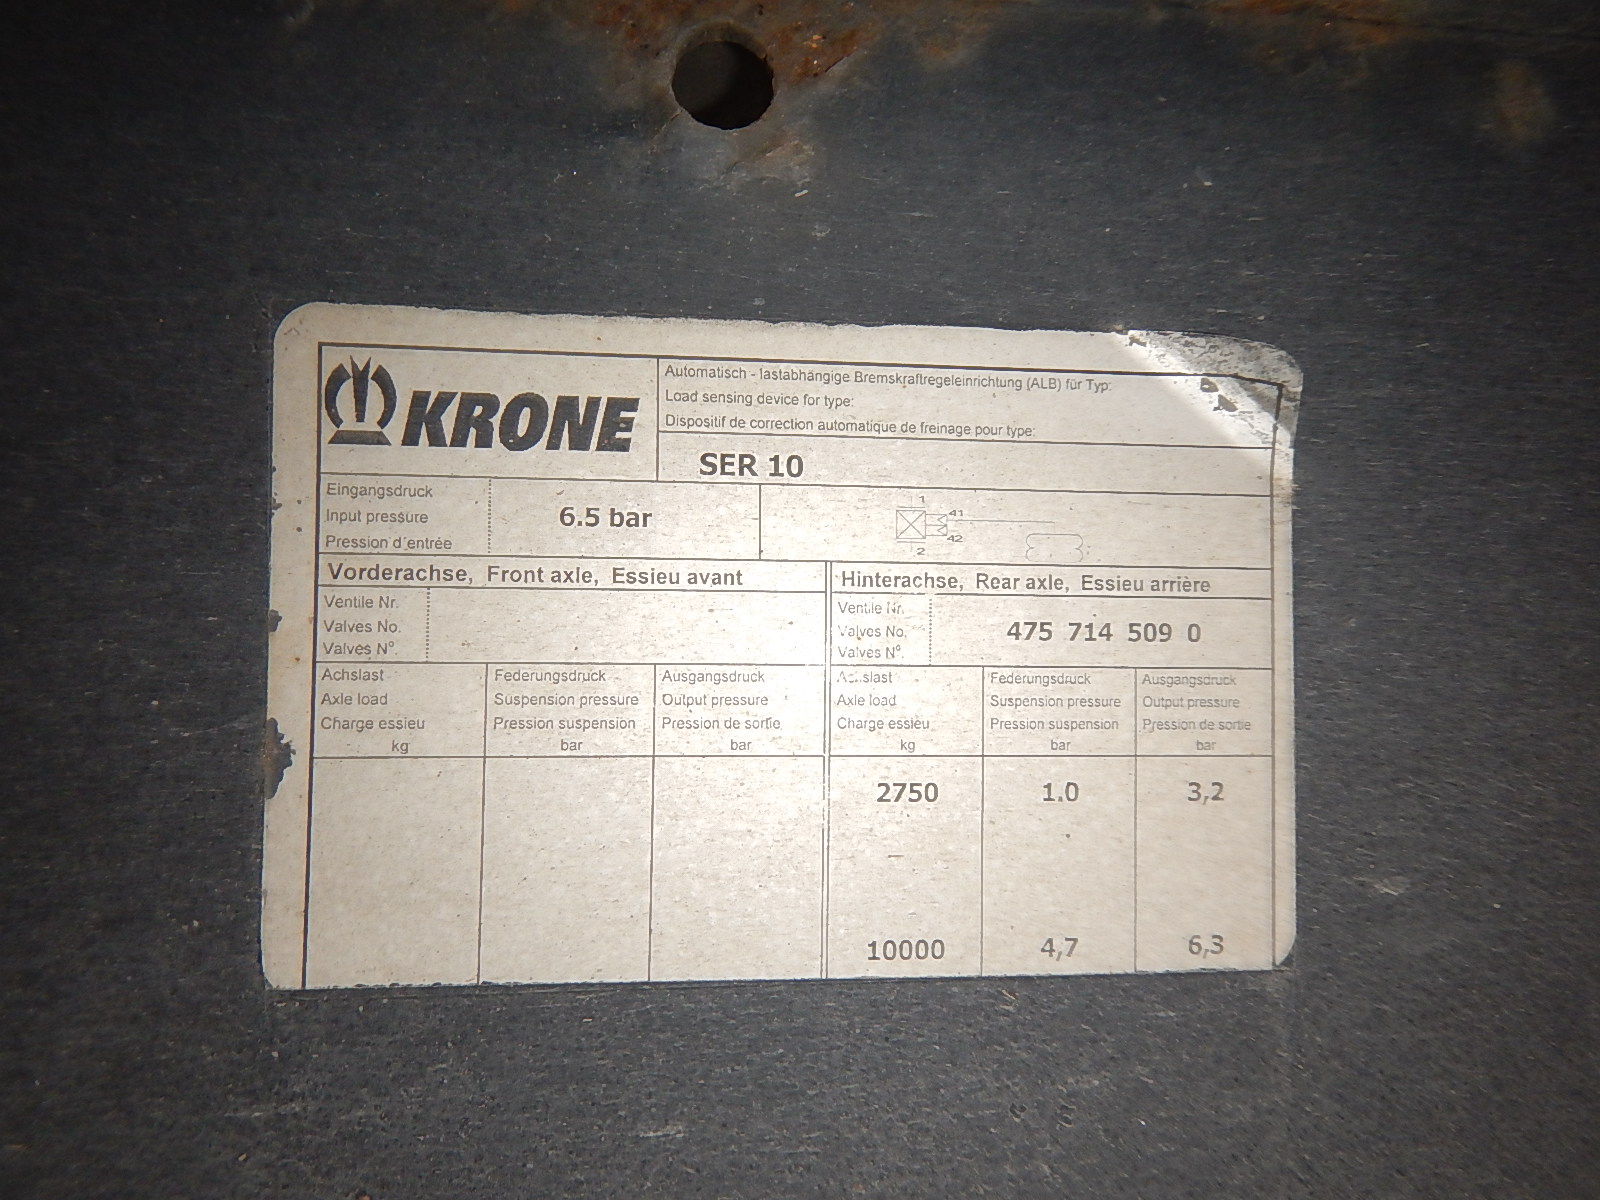 KRONE
Automatisch - lastabhängige Bremskraftregeleinrichtung (ALB) für Typ:
Load sensing device for type:
Dispositif de correction automatique de freinage pour type:
SER 10
Eingangsdruck
Input pressure
Pression d'entrée
6.5 bar
1
41
42
2
Vorderachse, Front axle, Essieu avant
Hinterachse, Rear axle, Essieu arrière
Ventile Nr.
Valves No.
Valves Nº.
Ventile Nr.
Valves No.
Valves Nº.
475 714 509 0
Achslast
Axle load
Charge essieu
kg
Federungsdruck
Suspension pressure
Pression suspension
bar
Ausgangsdruck
Output pressure
Pression de sortie
bar
Achslast
Axle load
Charge essieu
kg
Federungsdruck
Suspension pressure
Pression suspension
bar
Ausgangsdruck
Output pressure
Pression de sortie
bar
2750 1.0 3,2
10000 4,7 6,3